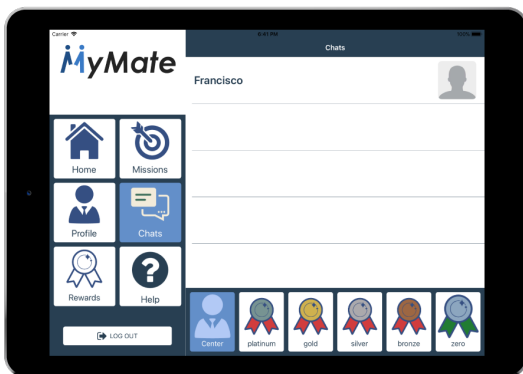 Carrier
9:41 PM
100%
MyMate
Chats
Francisco
Home
Missions
Profile
Chats
Rewards
Help
LOG OUT
Center
platinum
gold
silver
bronze
zero